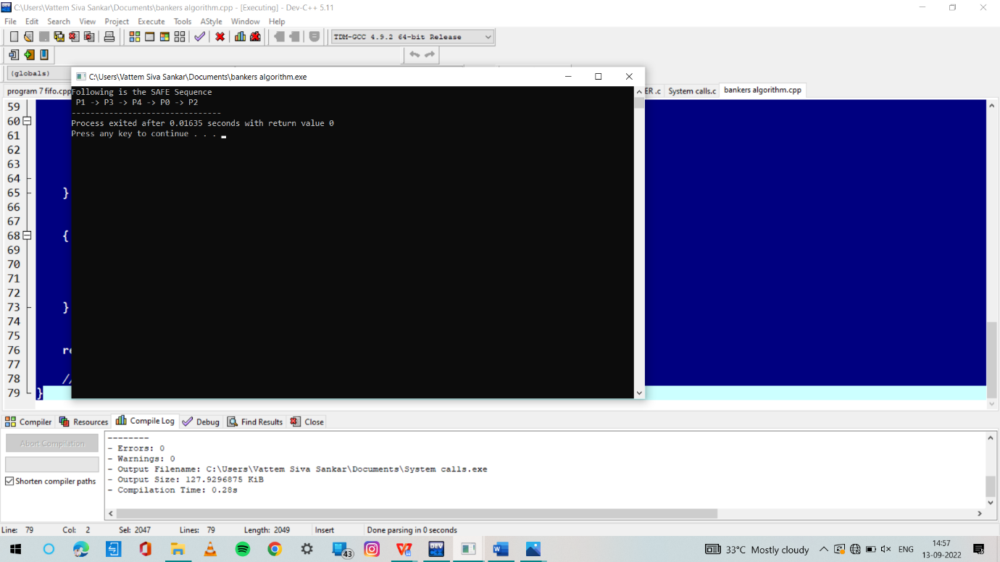 C:\Users\Vattem Siva Sankar\Documents\bankers algorithm.cpp - [Executing] - Dev-C++ 5.11
File Edit Search View Project Execute Tools AStyle Window Help
TDM-GCC 4.9.2 64-bit Release
(globals)
C:\Users\Vattem Siva Sankar\Documents\bankers algorithm.exe
program 7 fifo.cpp
ER .c System calls.c bankers algorithm.cpp
Following is the SAFE Sequence
P1 -> P3 -> P4 -> P0 -> P2
--------------------------------
Process exited after 0.01635 seconds with return value 0
Press any key to continue . . .
59
60
61
62
63
64
65 }
66
67
68 {
69
70
71
72
73 }
74
75
76 re
77
78 //
79 }
Compiler Resources Compile Log Debug Find Results Close
Abort Compilation
Shorten compiler paths
--------
- Errors: 0
- Warnings: 0
- Output Filename: C:\Users\Vattem Siva Sankar\Documents\System calls.exe
- Output Size: 127.9296875 KiB
- Compilation Time: 0.28s
Line: 79 Col: 2 Sel: 2047 Lines: 79 Length: 2049 Insert Done parsing in 0 seconds
43
DEV
33°C Mostly cloudy
ENG
14:57
13-09-2022